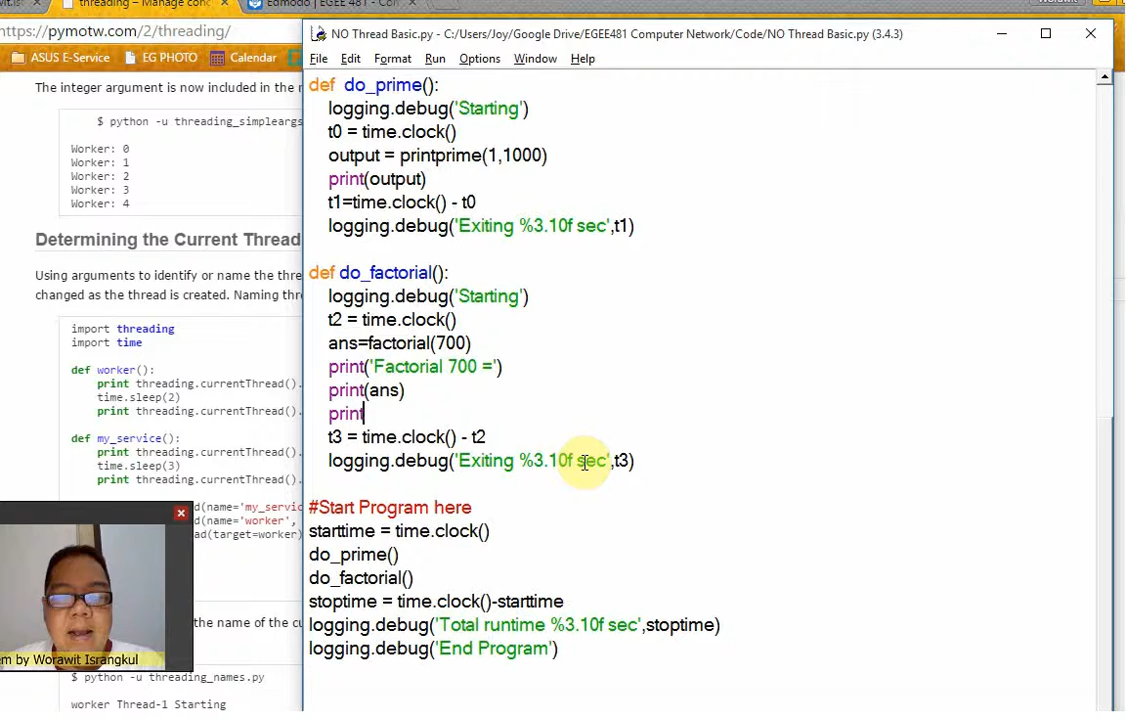 threading – Manage conc
Edmodo | EGEE 481 - Co
Worawit
https://pymotw.com/2/threading/
ASUS E-Service
EG PHOTO
Calendar
The integer argument is now included in the
$ python -u threading_simpleargs
Worker: 0
Worker: 1
Worker: 2
Worker: 3
Worker: 4
Determining the Current Thread
Using arguments to identify or name the
changed as the thread is created. Naming
import threading
import time
def worker():
print threading.currentThread().
time.sleep(2)
print threading.currentThread().
def my_service():
print threading.currentThread().
time.sleep(3)
print threading.currentThread().
d(name='my_servic
d(name='worker',
ad(target=worker)
the name of the cu
$ python -u threading_names.py
worker Thread-1 Starting
em by Worawit Israngkul
NO Thread Basic.py - C:/Users/Joy/Google Drive/EGEE481 Computer Network/Code/NO Thread Basic.py (3.4.3)
File Edit Format Run Options Window Help
def do_prime():
logging.debug('Starting')
t0 = time.clock()
output = printprime(1,1000)
print(output)
t1=time.clock() - t0
logging.debug('Exiting %3.10f sec',t1)
def do_factorial():
logging.debug('Starting')
t2 = time.clock()
ans=factorial(700)
print('Factorial 700 =')
print(ans)
print
t3 = time.clock() - t2
logging.debug('Exiting %3.10f sec',t3)
#Start Program here
starttime = time.clock()
do_prime()
do_factorial()
stoptime = time.clock()-starttime
logging.debug('Total runtime %3.10f sec',stoptime)
logging.debug('End Program')